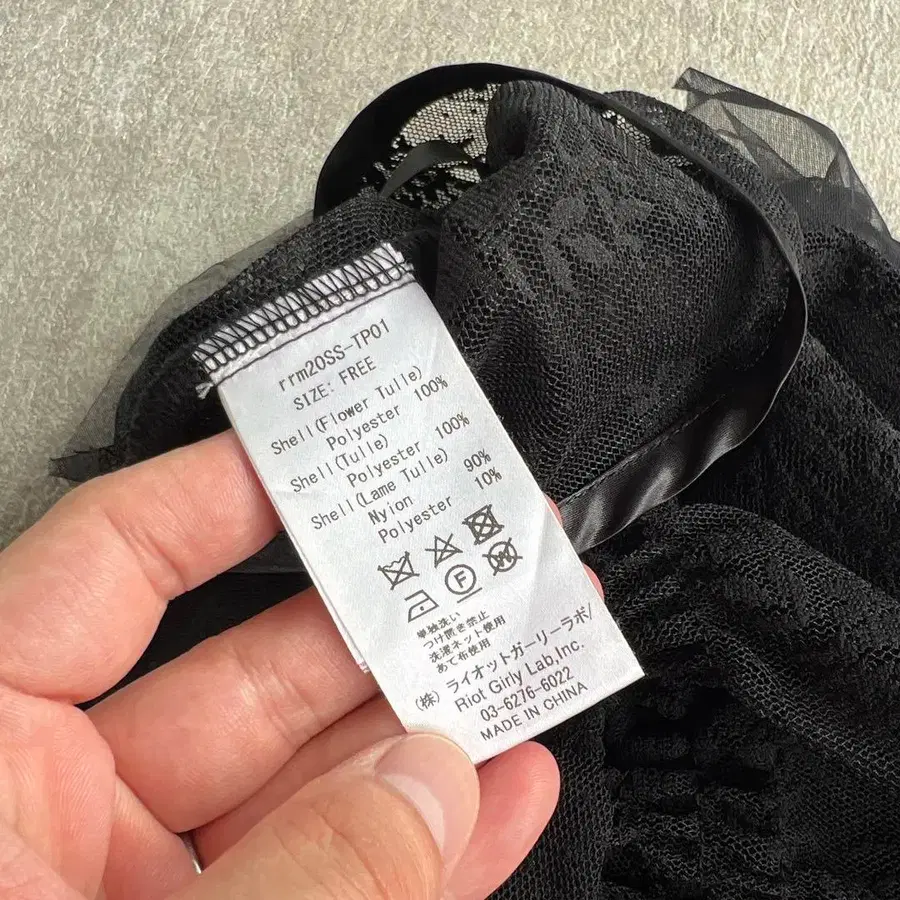 rrm20SS-TP01
SIZE: FREE
Shell(Flower Tulle)
Polyester 100%
Shell(Tulle)
Polyester 100%
Shell(Lame Tulle)
Nyion 90%
Polyester 10%
F
W
単独洗い
つけ置き禁止
洗濯ネット使用
あて布使用
(株)ライオットガーリーラボ/
Riot Girly Lab,Inc.
03-6276-6022
MADE IN CHINA